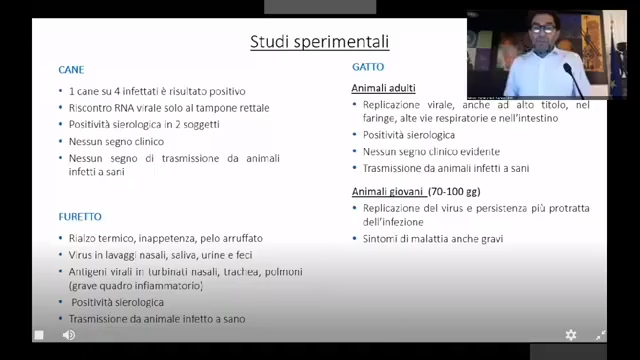 Studi sperimentali
CANE
• 1 cane su 4 infettati è risultato positivo
• Riscontro RNA virale solo al tampone rettale
• Positività sierologica in 2 soggetti
• Nessun segno clinico
• Nessun segno di trasmissione da animali
infetti a sani
FURETTO
• Rialzo termico, inappetenza, pelo arruffato
• Virus in lavaggi nasali, saliva, urine e feci
• Antigeni virali in turbinati nasali, trachea, polmoni
(grave quadro infiammatorio)
• Positività sierologica
• Trasmissione da animale infetto a sano
GATTO
Animali adulti
• Replicazione virale, anche ad alto titolo, nel
faringe, alte vie respiratorie e nell'intestino
• Positività sierologica
• Nessun segno clinico evidente
• Trasmissione da animali infetti a sani
Animali giovani (70-100 gg)
• Replicazione del virus e persistenza più protratta
dell'infezione
• Sintomi di malattia anche gravi